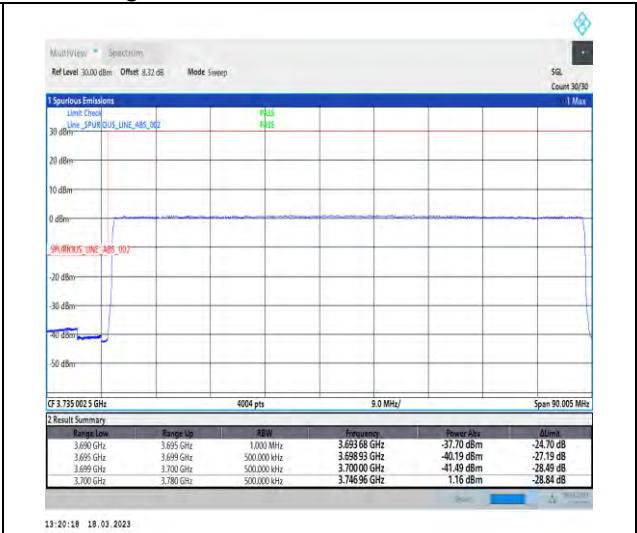 MultiView Spectrum
Ref Level 30.00 dBm Offset 8.32 dB Mode Sweep SGL
Count 30/30
1 Spurious Emissions 1 Max
Limit Check PASS
Line _SPURIOUS_LINE_ABS_002 PASS
30 dBm
20 dBm
10 dBm
0 dBm
_SPURIOUS_LINE_ABS_002
-20 dBm
-30 dBm
-40 dBm
-50 dBm
CF 3.735 002 5 GHz 4004 pts 9.0 MHz/ Span 90.005 MHz
2 Result Summary
Range Low Range Up RBW Frequency Power Abs ΔLimit
3.690 GHz 3.695 GHz 1.000 MHz 3.693 68 GHz -37.70 dBm -24.70 dB
3.695 GHz 3.699 GHz 500.000 kHz 3.698 93 GHz -40.19 dBm -27.19 dB
3.699 GHz 3.700 GHz 500.000 kHz 3.700 00 GHz -41.49 dBm -28.49 dB
3.700 GHz 3.780 GHz 500.000 kHz 3.746 96 GHz 1.16 dBm -28.84 dB
13:20:18 18.03.2023